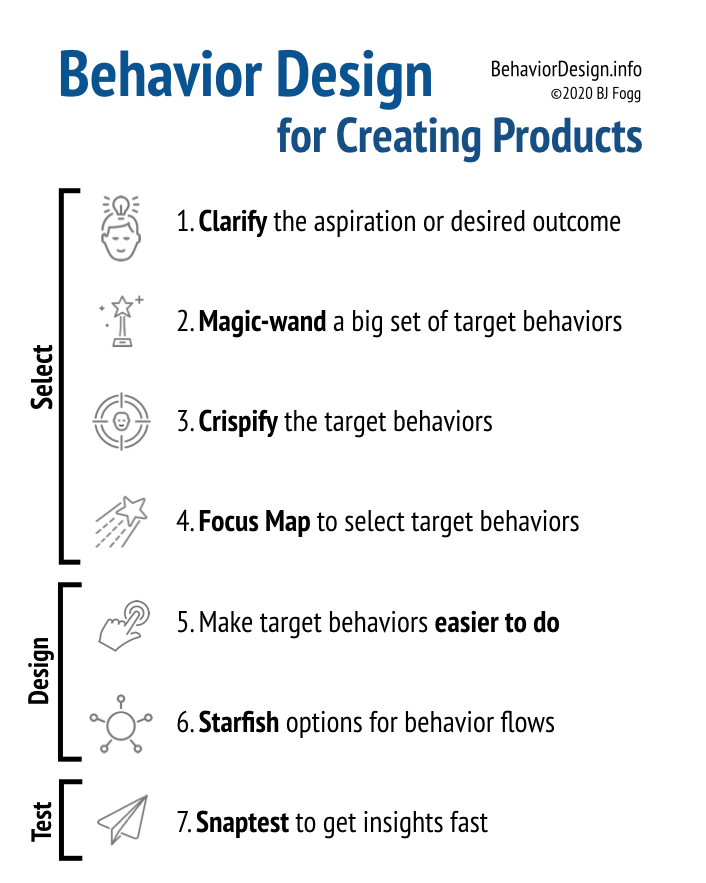 Behavior Design
BehaviorDesign.info
©2020 BJ Fogg
for Creating Products
Select
1. Clarify the aspiration or desired outcome
2. Magic-wand a big set of target behaviors
3. Crispify the target behaviors
4. Focus Map to select target behaviors
Design
5. Make target behaviors easier to do
6. Starfish options for behavior flows
Test
7. Snaptest to get insights fast